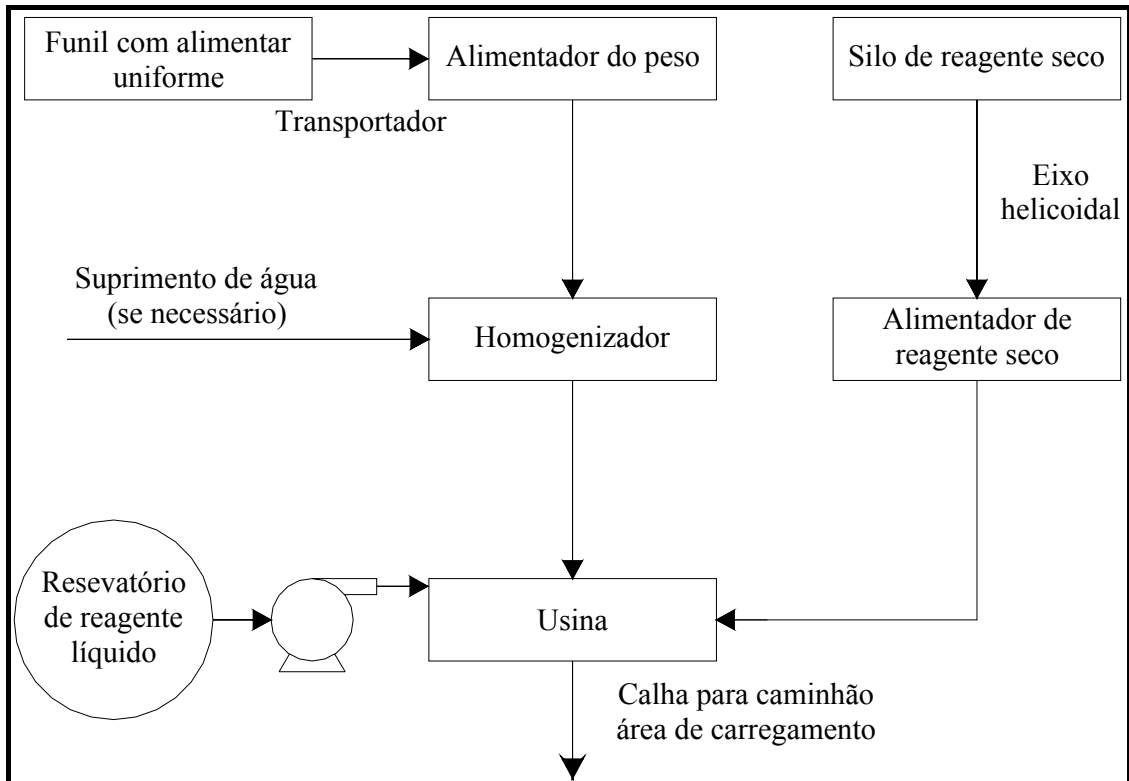 Funil com alimentar
uniforme
Alimentador do peso
Silo de reagente seco
Transportador
Eixo
helicoidal
Suprimento de água
(se necessário)
Homogenizador
Alimentador de
reagente seco
Resevatório
de reagente
líquido
Usina
Calha para caminhão
área de carregamento